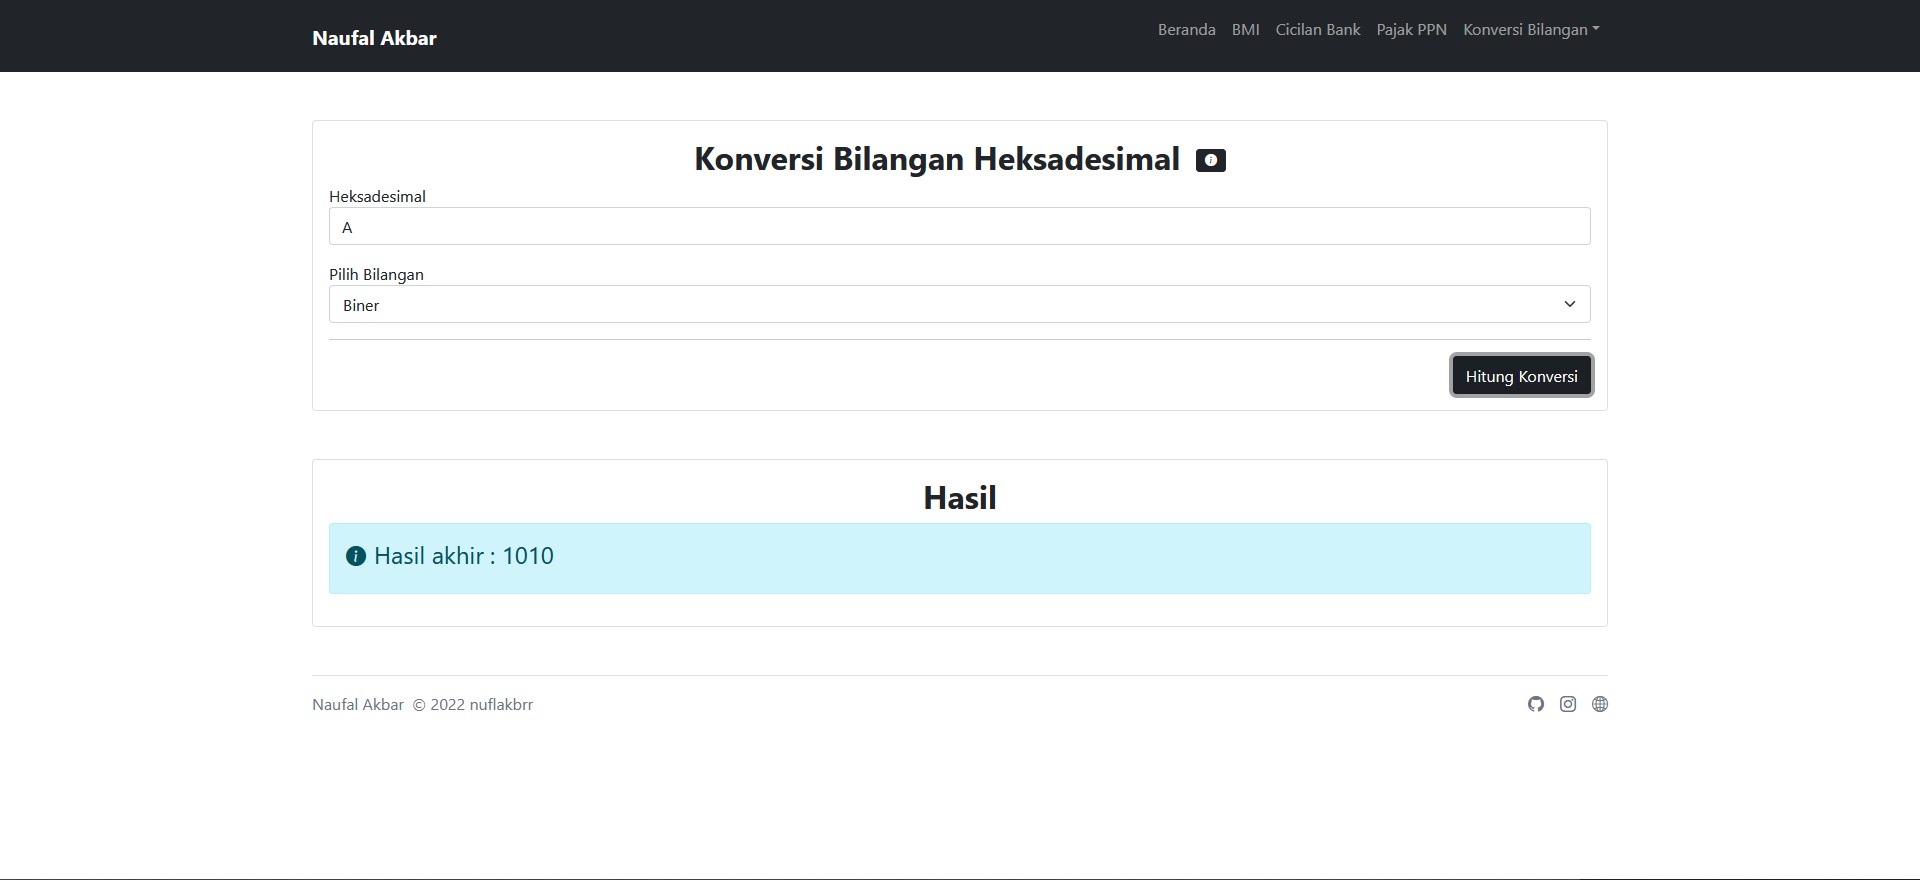 Naufal Akbar
Beranda BMI Cicilan Bank Pajak PPN Konversi Bilangan
Konversi Bilangan Heksadesimal
Heksadesimal
A
Pilih Bilangan
Biner
Hitung Konversi
Hasil
Hasil akhir : 1010
Naufal Akbar © 2022 nuflakbrr